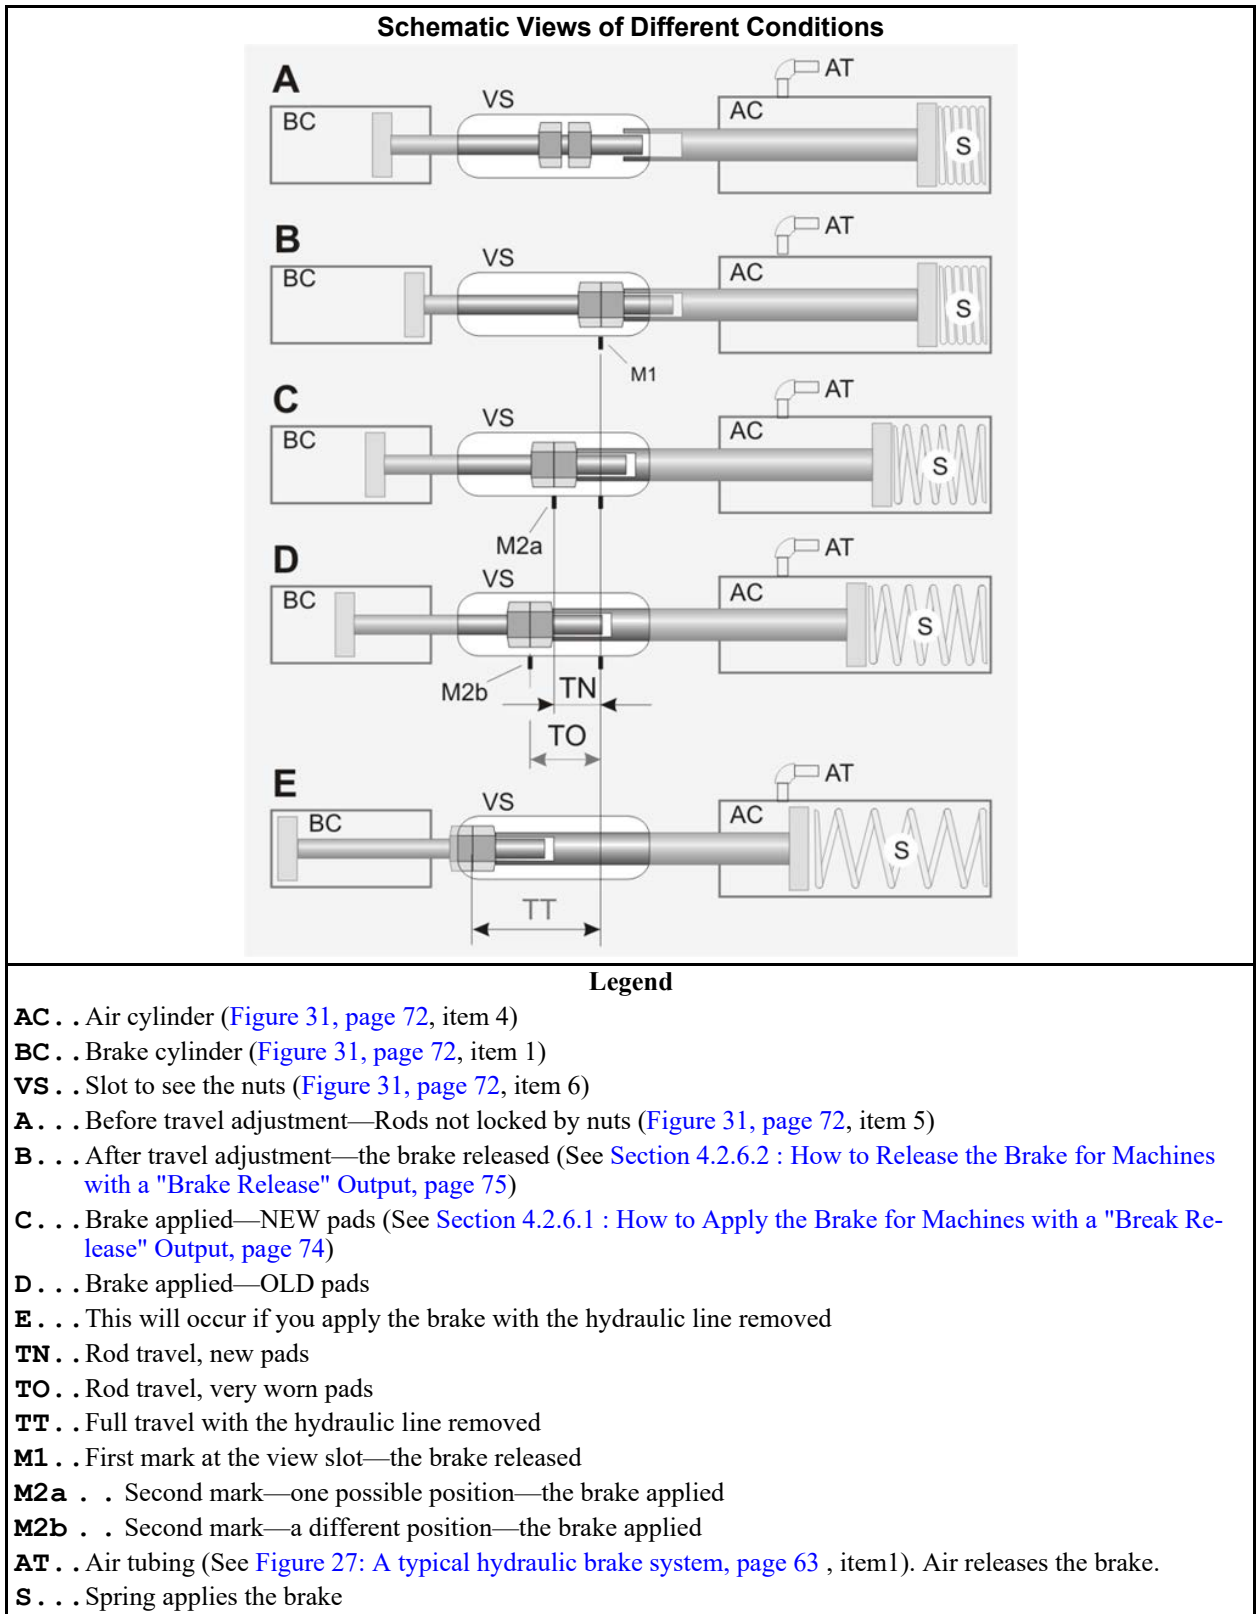 Schematic Views of Different Conditions
A
BC
VS
AC
AT
S
B
BC
VS
AC
AT
S
M1
C
BC
VS
AC
AT
S
M2a
D
BC
VS
AC
AT
S
M2b
TN
TO
E
BC
VS
AC
AT
S
TT
Legend
AC . . Air cylinder (Figure 31, page 72, item 4)
BC . . Brake cylinder (Figure 31, page 72, item 1)
VS . . Slot to see the nuts (Figure 31, page 72, item 6)
A . . . Before travel adjustment—Rods not locked by nuts (Figure 31, page 72, item 5)
B . . . After travel adjustment—the brake released (See Section 4.2.6.2 : How to Release the Brake for Machines
with a "Brake Release" Output, page 75)
C . . . Brake applied—NEW pads (See Section 4.2.6.1 : How to Apply the Brake for Machines with a "Break Re-
lease" Output, page 74)
D . . . Brake applied—OLD pads
E . . . This will occur if you apply the brake with the hydraulic line removed
TN . . Rod travel, new pads
TO . . Rod travel, very worn pads
TT . . Full travel with the hydraulic line removed
M1 . . First mark at the view slot—the brake released
M2a . . Second mark—one possible position—the brake applied
M2b . . Second mark—a different position—the brake applied
AT . . Air tubing (See Figure 27: A typical hydraulic brake system, page 63 , item1). Air releases the brake.
S . . . Spring applies the brake